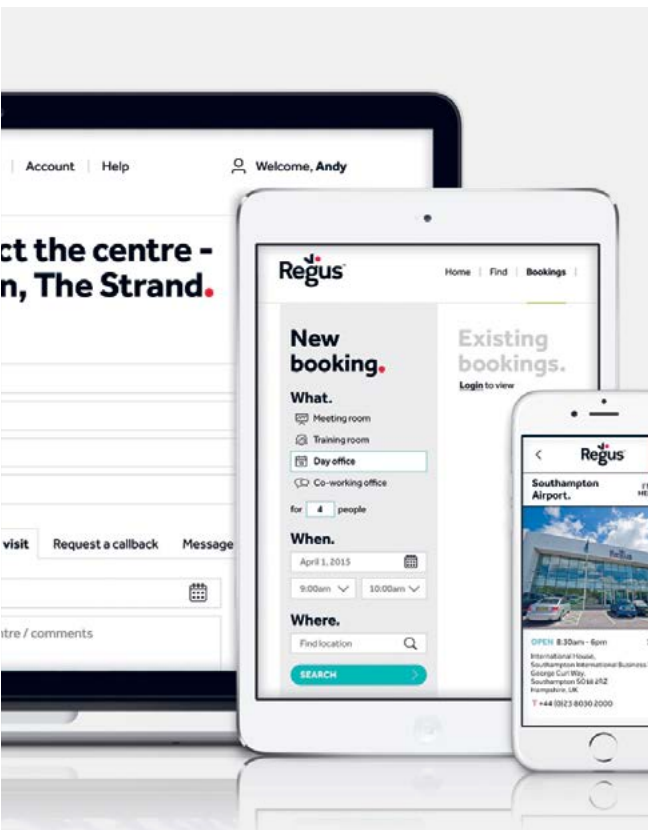 Account | Help
Welcome, Andy
ct the centre -
n, The Strand.
visit
Request a callback
Message
ntre / comments
Regus
Home | Find | Bookings |
New
booking.
What.
Meeting room
Training room
Day office
Co-working office
for 4 people
When.
April 1, 2015
9:00am
10:00am
Where.
Find location
SEARCH
Existing
bookings.
Login to view
Regus
Southampton
Airport.
Regus
OPEN 8:30am - 6pm
International House,
Southampton International Business
George Curl Way,
Southampton SO18 2RZ
Hampshire, UK
T +44 (0)23 8030 2000